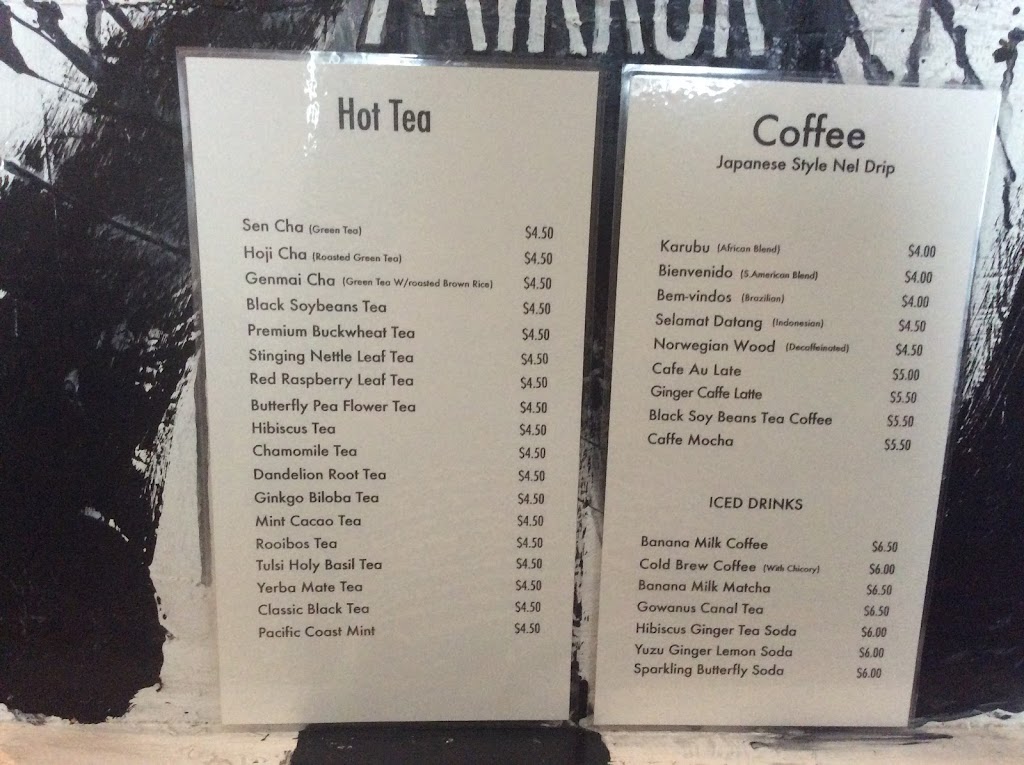 Hot Tea
Sen Cha (Green Tea) $4.50
Hoji Cha (Roasted Green Tea) $4.50
Genmai Cha (Green Tea W/roasted Brown Rice) $4.50
Black Soybeans Tea $4.50
Premium Buckwheat Tea $4.50
Stinging Nettle Leaf Tea $4.50
Red Raspberry Leaf Tea $4.50
Butterfly Pea Flower Tea $4.50
Hibiscus Tea $4.50
Chamomile Tea $4.50
Dandelion Root Tea $4.50
Ginkgo Biloba Tea $4.50
Mint Cacao Tea $4.50
Rooibos Tea $4.50
Tulsi Holy Basil Tea $4.50
Yerba Mate Tea $4.50
Classic Black Tea $4.50
Pacific Coast Mint $4.50
Coffee
Japanese Style Nel Drip
Karubu (African Blend) $4.00
Bienvenido (S.American Blend) $4.00
Bem-vindos (Brazilian) $4.00
Selamat Datang (Indonesian) $4.50
Norwegian Wood (Decaffeinated) $4.50
Cafe Au Late $5.00
Ginger Caffe Latte $5.50
Black Soy Beans Tea Coffee $5.50
Caffe Mocha $5.50
ICED DRINKS
Banana Milk Coffee $6.50
Cold Brew Coffee (With Chicory) $6.00
Banana Milk Matcha $6.50
Gowanus Canal Tea $6.50
Hibiscus Ginger Tea Soda $6.00
Yuzu Ginger Lemon Soda $6.00
Sparkling Butterfly Soda $6.00